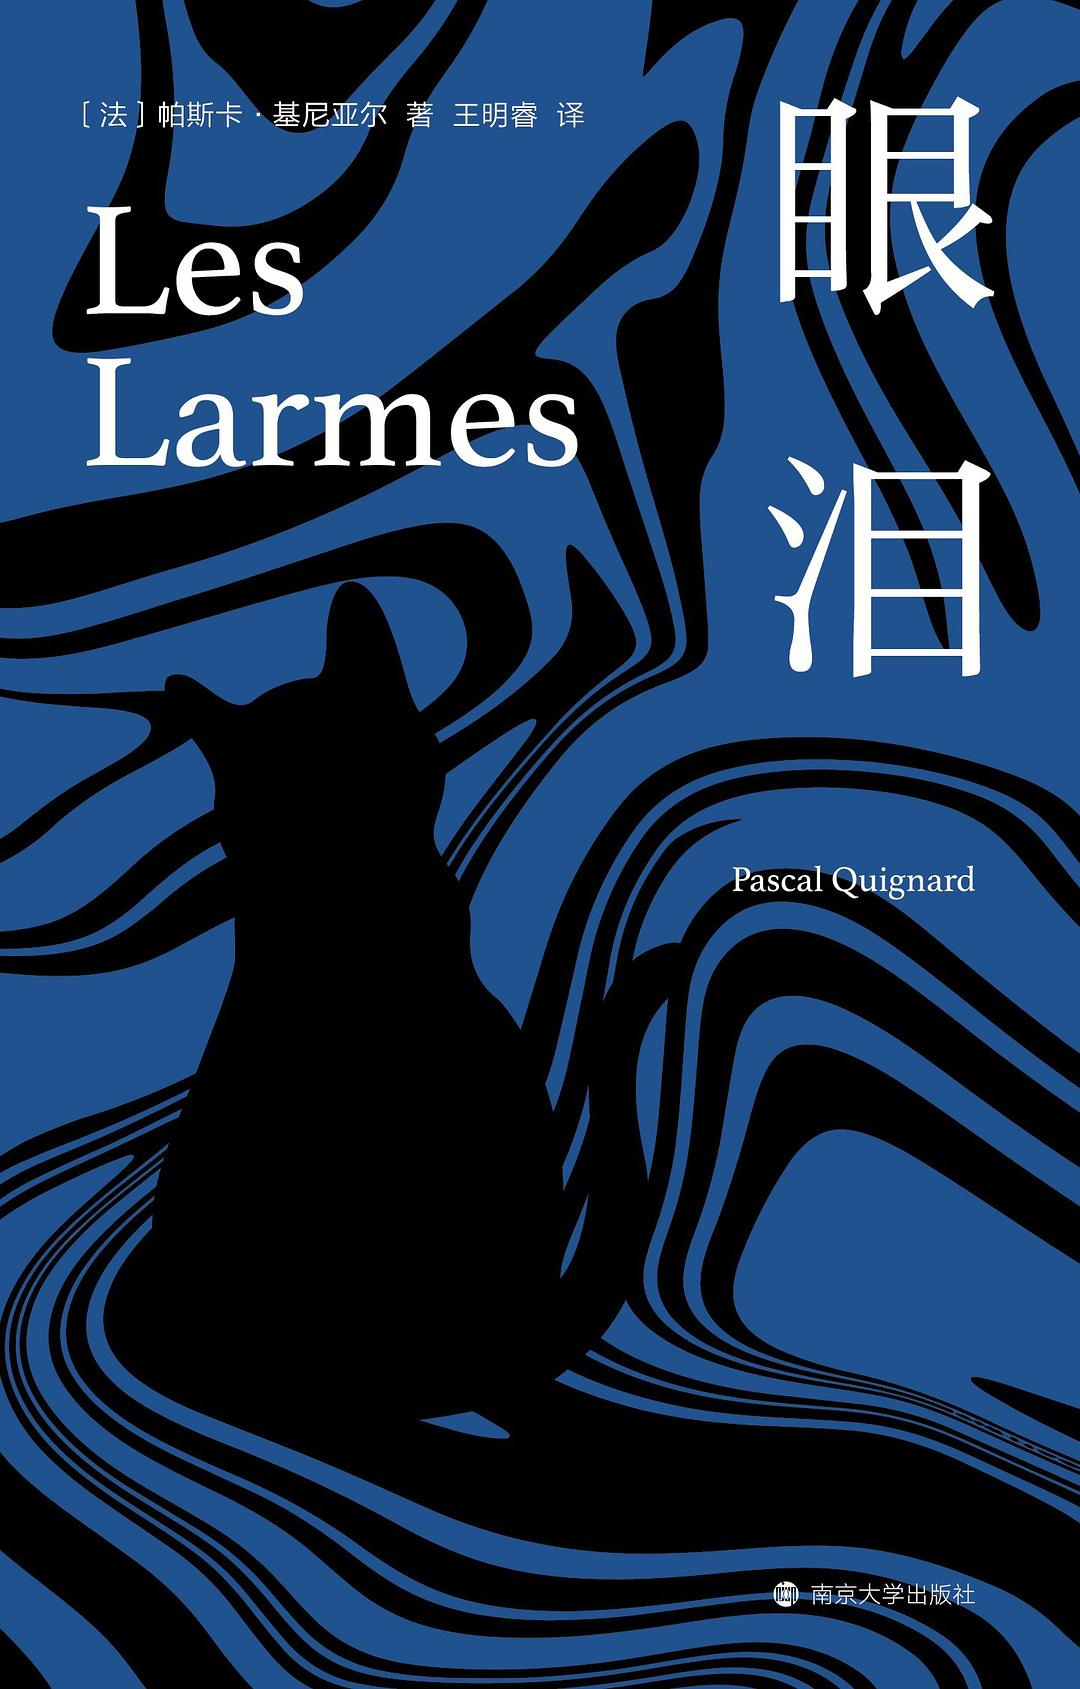 ［法］帕斯卡·基尼亚尔 著 王明睿 译
Les
Larmes
眼泪
Pascal Quignard
南京大学出版社